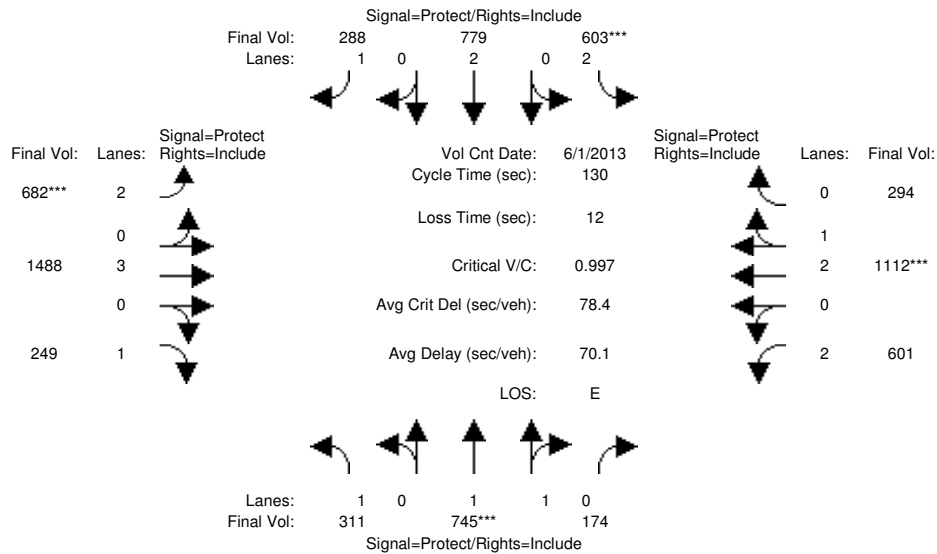 Signal=Protect/Rights=Include
Final Vol: 288 779 603***
Lanes: 1 0 2 0 2
Signal=Protect
Final Vol: Lanes: Rights=Include
Vol Cnt Date: 6/1/2013
Signal=Protect
Rights=Include Lanes: Final Vol:
Cycle Time (sec): 130
682*** 2
0 294
Loss Time (sec): 12
0
1
1488 3
Critical V/C: 0.997
2 1112***
0
Avg Crit Del (sec/veh): 78.4
0
249 1
Avg Delay (sec/veh): 70.1
2 601
LOS: E
Lanes: 1 0 1 1 0
Final Vol: 311 745*** 174
Signal=Protect/Rights=Include